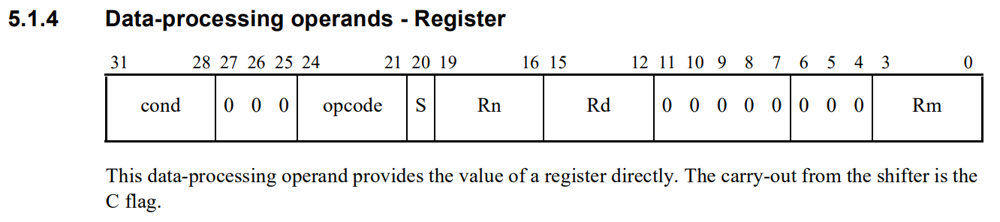 5.1.4 Data-processing operands - Register
31 28 27 26 25 24 21 20 19 16 15 12 11 10 9 8 7 6 5 4 3 0
cond 0 0 0 opcode S Rn Rd 0 0 0 0 0 0 0 0 Rm
This data-processing operand provides the value of a register directly. The carry-out from the shifter is the
C flag.